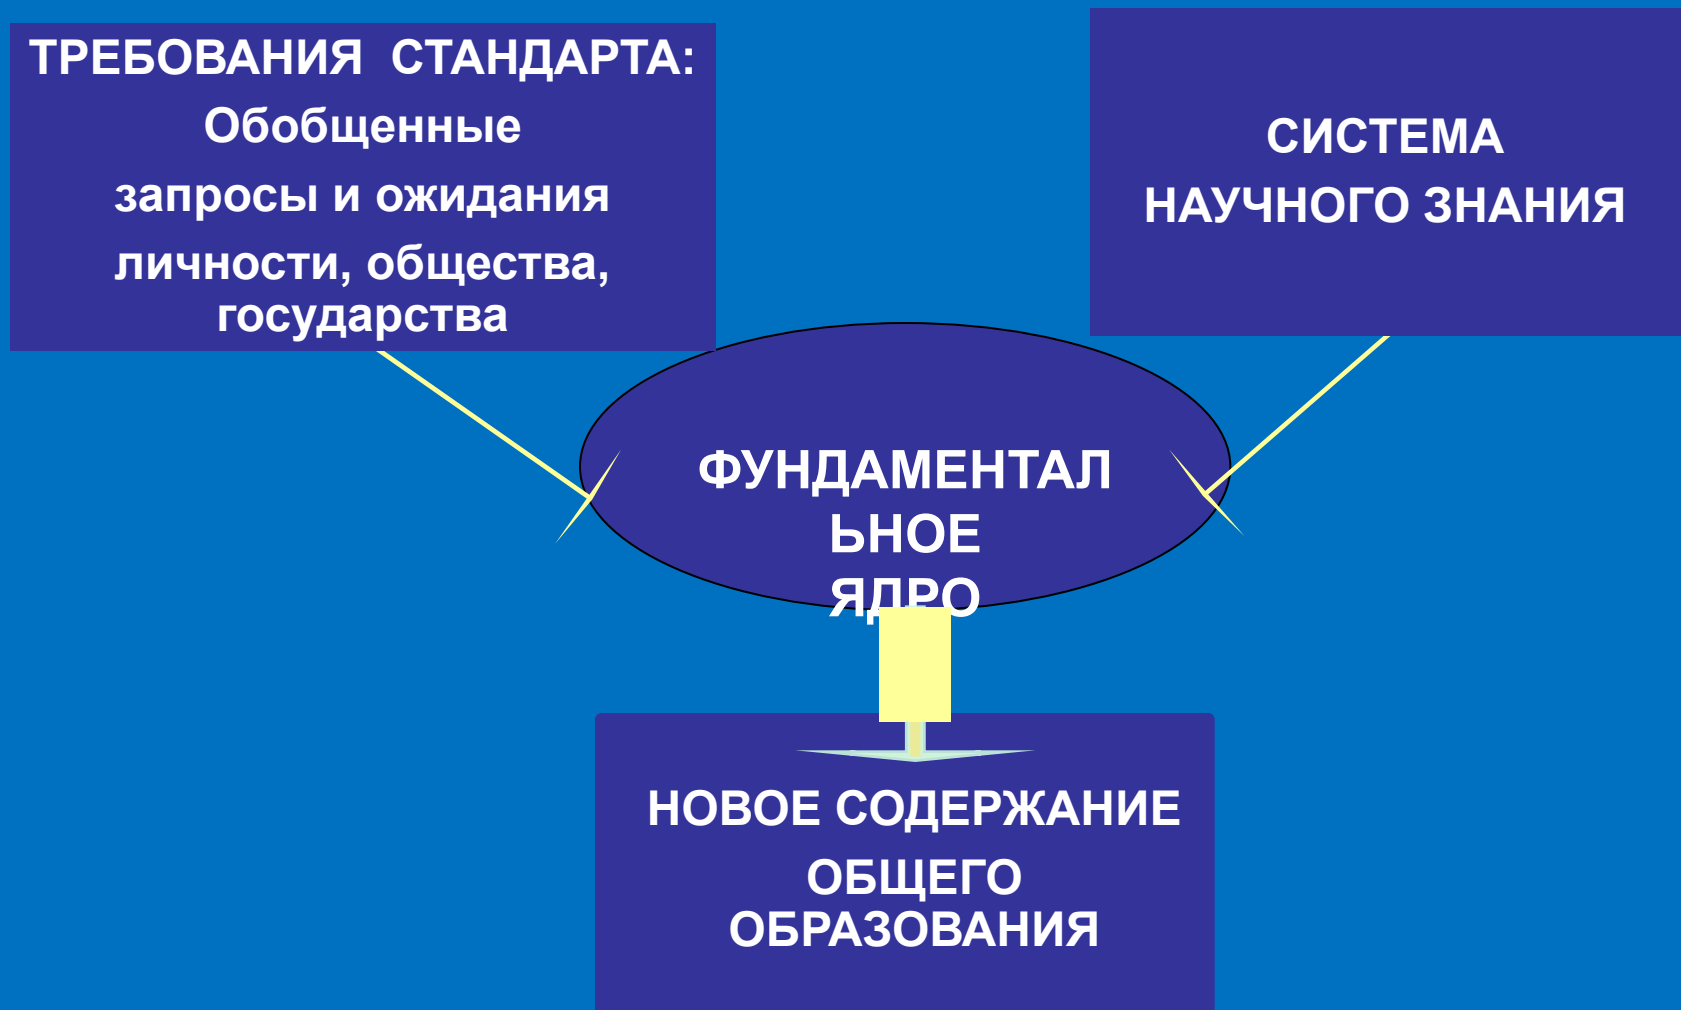 ТРЕБОВАНИЯ СТАНДАРТА:
Обобщенные
запросы и ожидания
личности, общества,
государства
СИСТЕМА
НАУЧНОГО ЗНАНИЯ
ФУНДАМЕНТАЛ
ЬНОЕ
ЯДРО
НОВОЕ СОДЕРЖАНИЕ
ОБЩЕГО
ОБРАЗОВАНИЯ